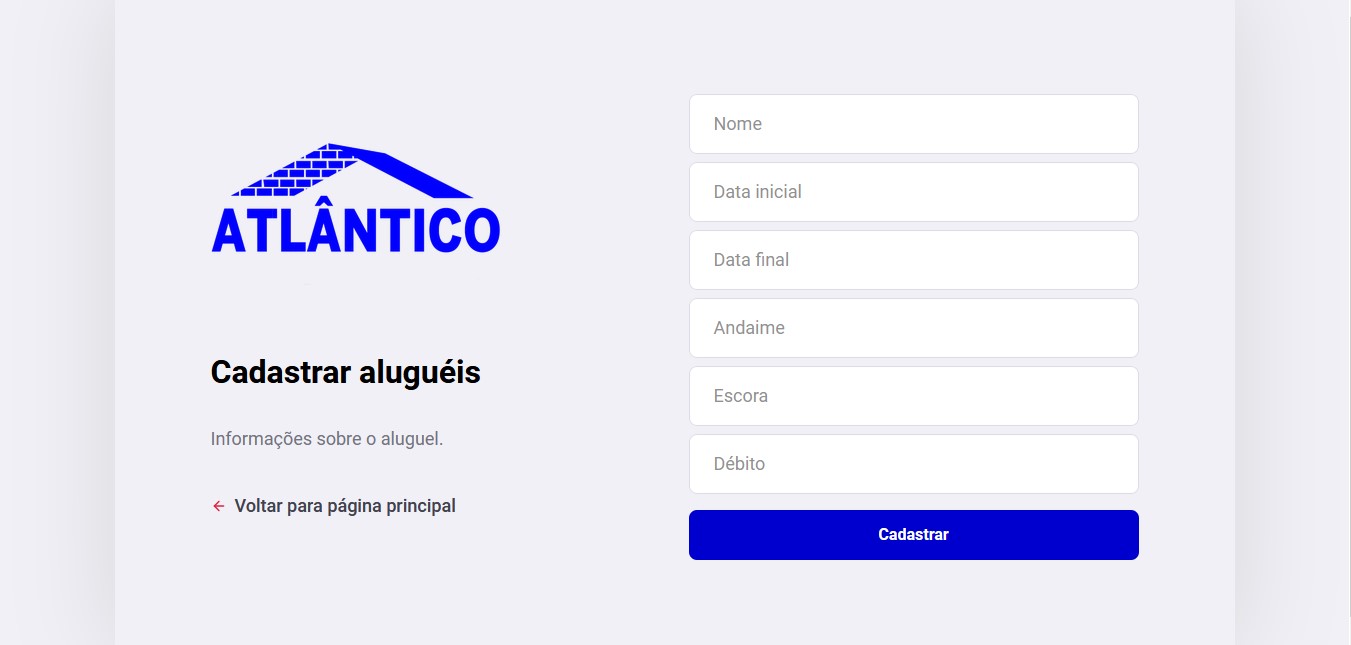 ATLÂNTICO
Cadastrar aluguéis
Informações sobre o aluguel.
Voltar para página principal
Nome
Data inicial
Data final
Andaime
Escora
Débito
Cadastrar